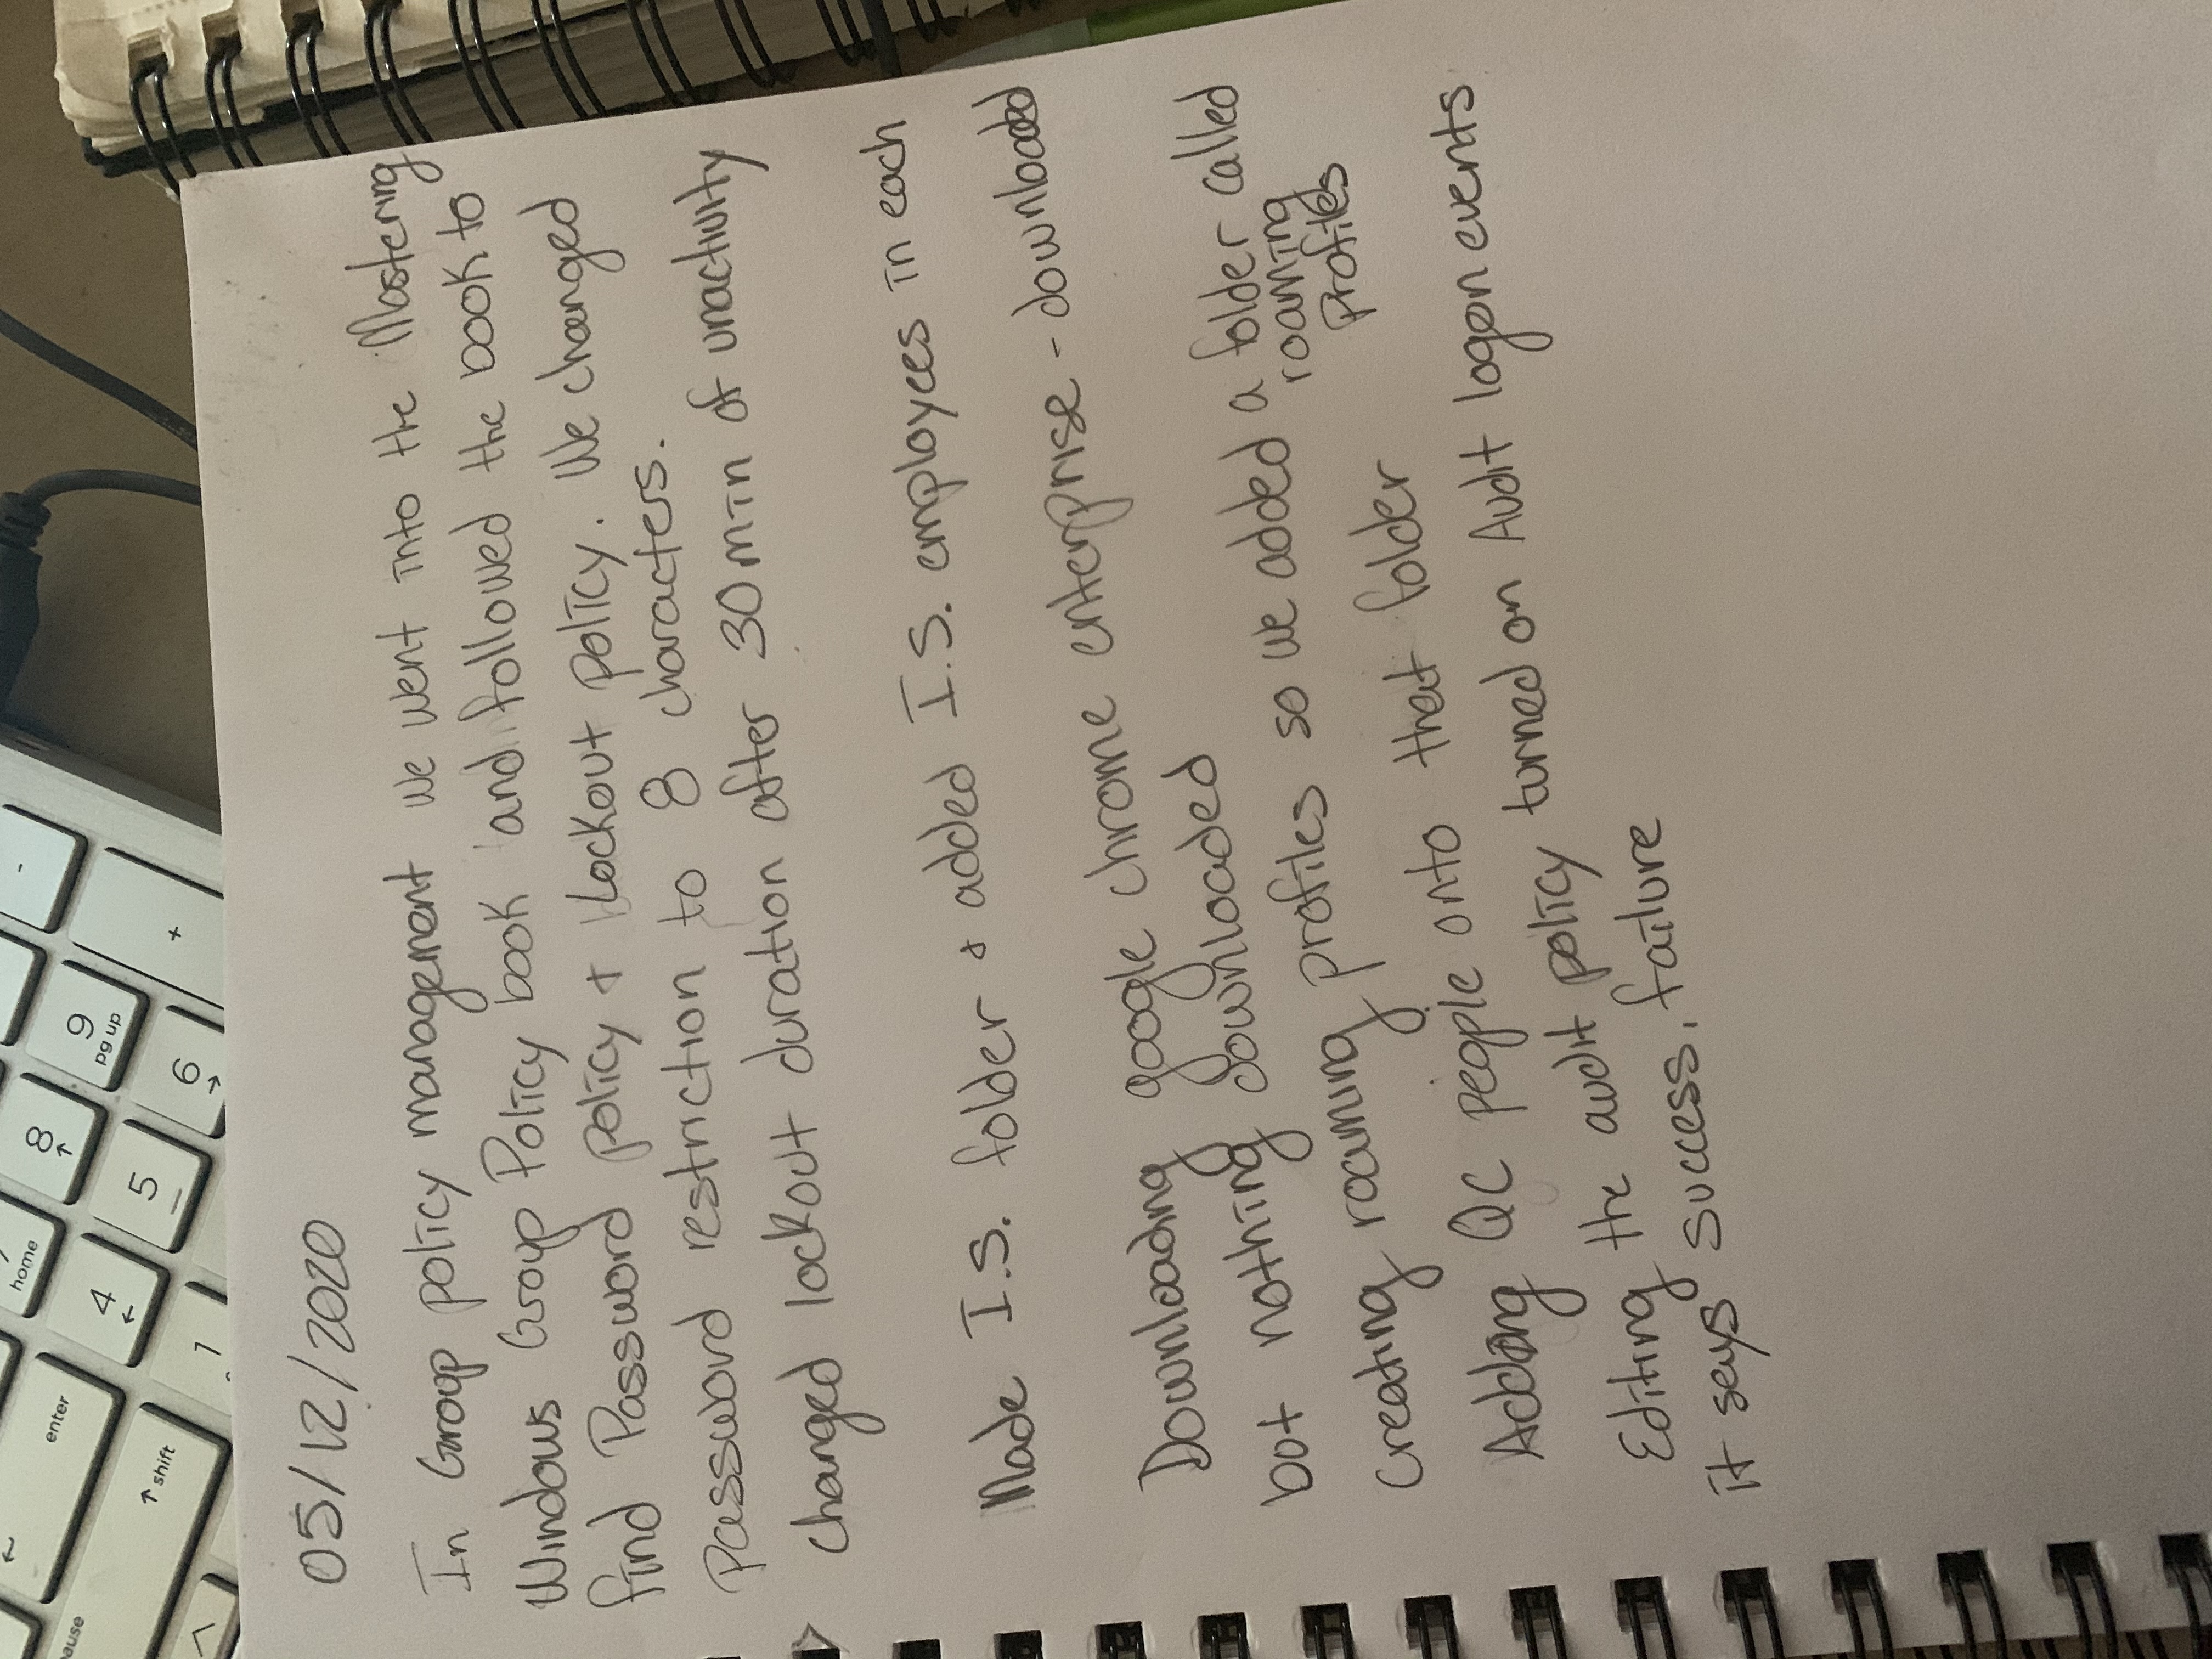 pause
enter
↑ shift
7
home
8
↑
9
pg up
-
4
←
5
6
→
+
1
05/12/2020
In Group policy management we went into the Mastering
Windows Group Policy book and followed the book to
find Password policy + Lockout policy. We changed
Password restriction to 8 characters.
changed lockout duration after 30 min of unactivity
Made I.S. folder + added I.S. employees in each
Downloading google chrome enterprise - downloaded
but nothing downloaded
Creating roaming profiles so we added a folder called
roaming
Profiles
Adding QC people onto that folder
Editing the audit policy turned on Audit logon events
it says success, failure